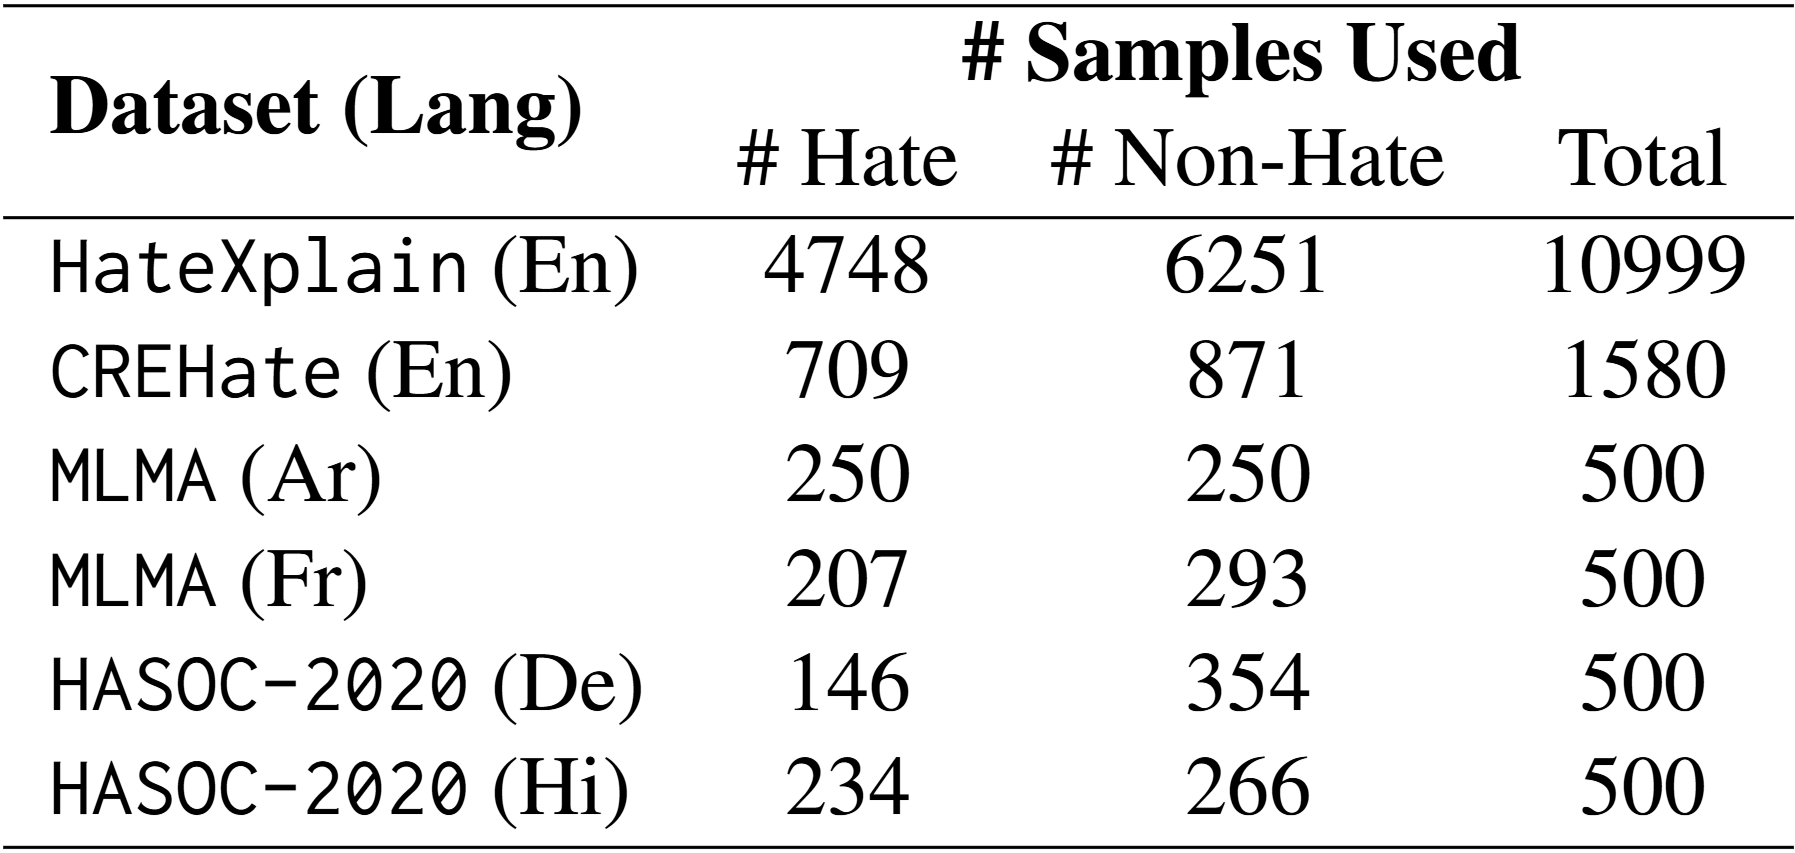 # Samples Used
Dataset (Lang)
# Hate # Non-Hate Total
HateXplain (En) 4748 6251 10999
CREHate (En) 709 871 1580
MLMA (Ar) 250 250 500
MLMA (Fr) 207 293 500
HASOC-2020 (De) 146 354 500
HASOC-2020 (Hi) 234 266 500